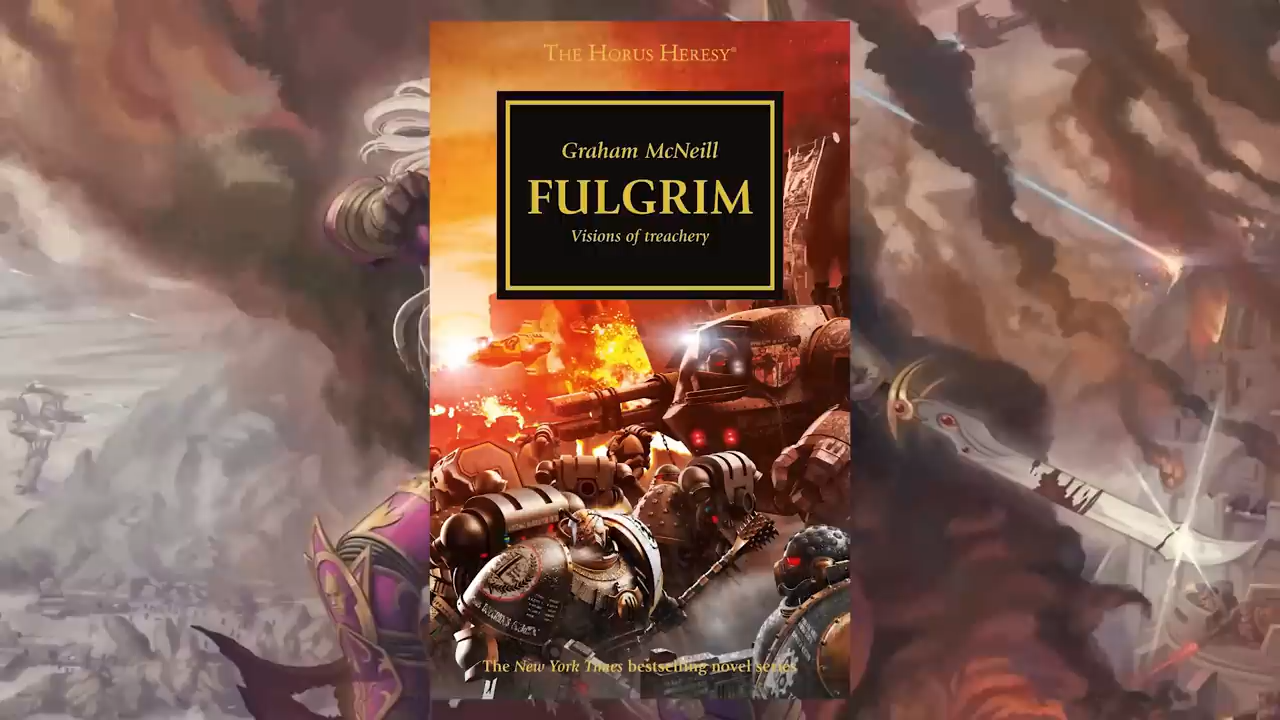 The Horus Heresy®
Graham McNeill
FULGRIM
Visions of treachery
The New York Times bestselling novel series